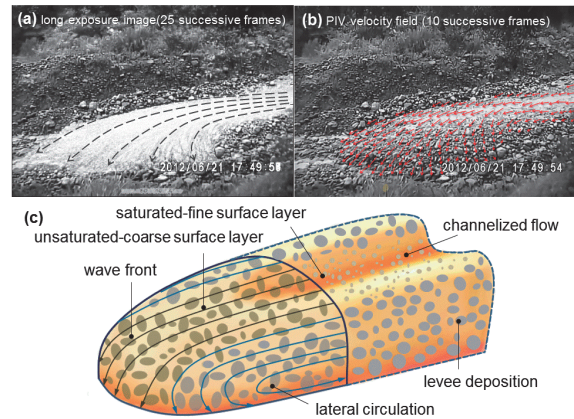 (a) long exposure image(25 successive frames)
(b) PIV velocity field (10 successive frames)
2012/06/21 17 49:5
2012/06/21 17 49 54
(c)
saturated-fine surface layer
channelized flow
unsaturated-coarse surface layer
wave front
levee deposition
lateral circulation